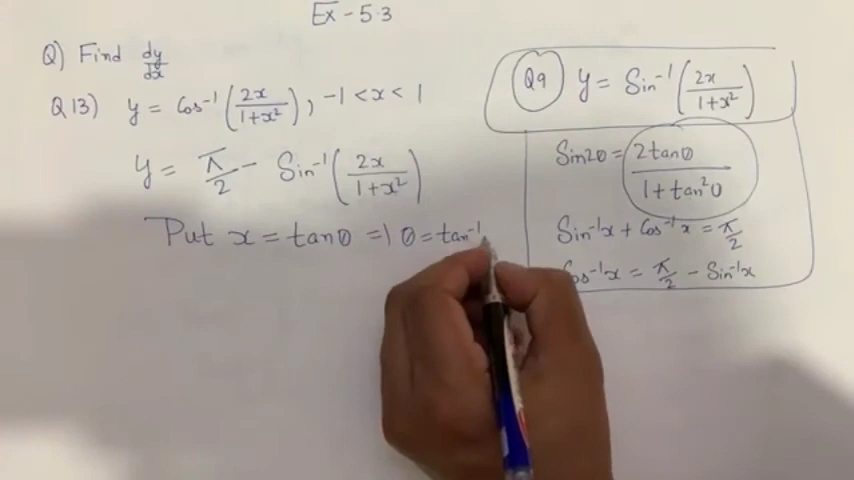 Ex - 5.3
Q) Find dy/dx
Q 13) y = Cos⁻¹(2x/1+x²), -1 < x < 1
y = π/2 - Sin⁻¹(2x/1+x²)
Put x = tanθ => θ = tan⁻¹
Q9 y = Sin⁻¹(2x/1+x²)
Sin2θ = 2tanθ/1+tan²θ
Sin⁻¹x + Cos⁻¹x = π/2
Cos⁻¹x = π/2 - Sin⁻¹x